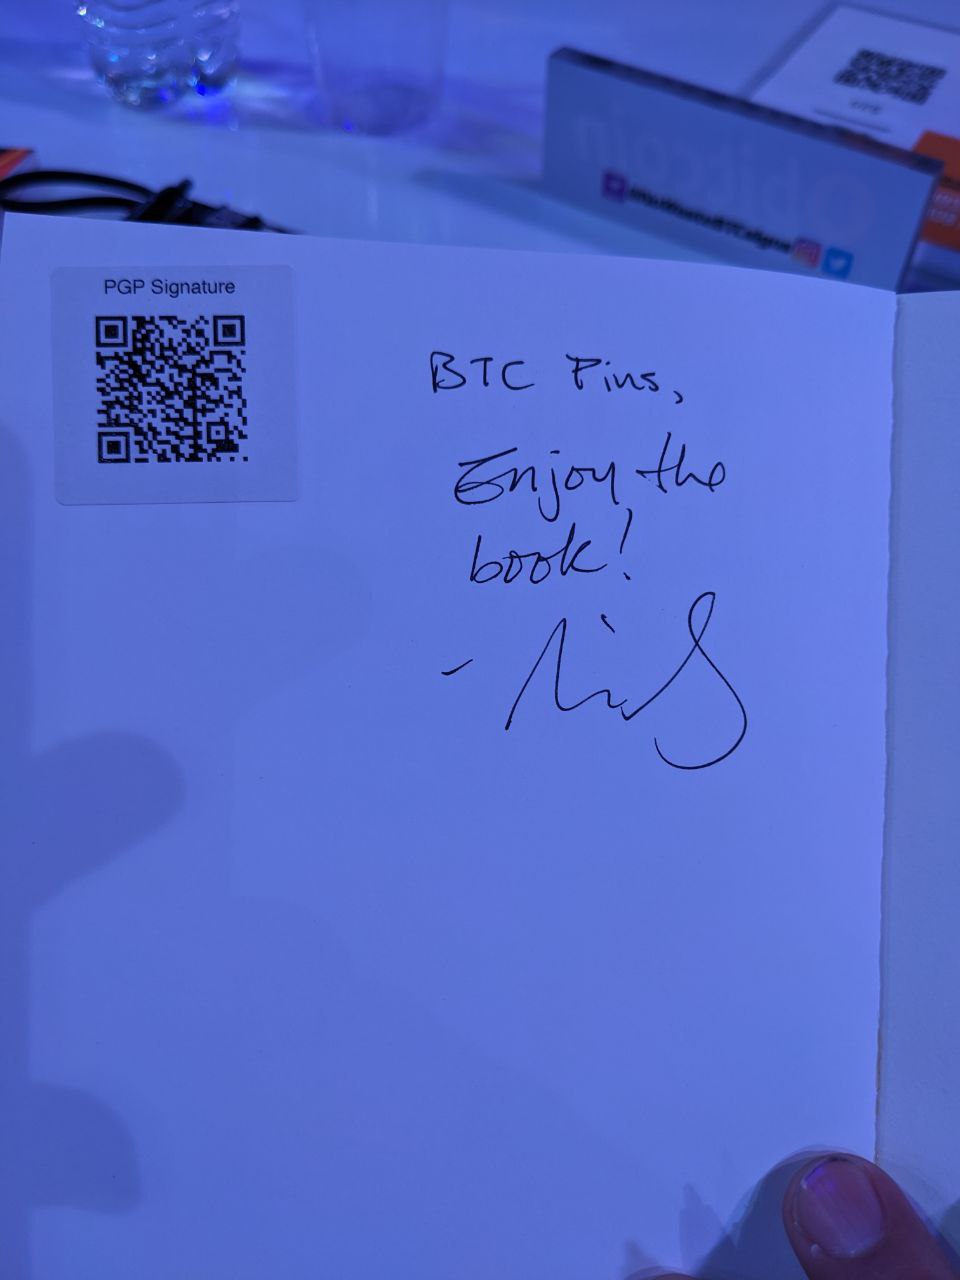 PGP Signature
BTC Pins,
Enjoy the
book!